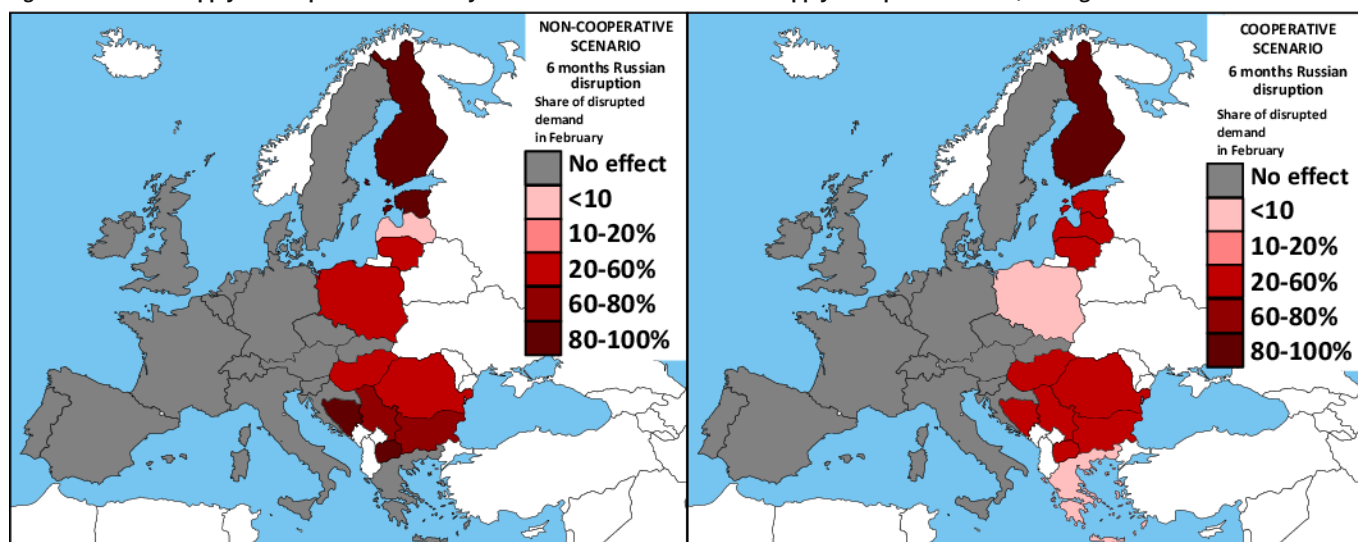 NON-COOPERATIVE
SCENARIO
6 months Russian
disruption
Share of disrupted
demand
in February
No effect
<10
10-20%
20-60%
60-80%
80-100%
COOPERATIVE
SCENARIO
6 months Russian
disruption
Share of disrupted
demand
in February
No effect
<10
10-20%
20-60%
60-80%
80-100%